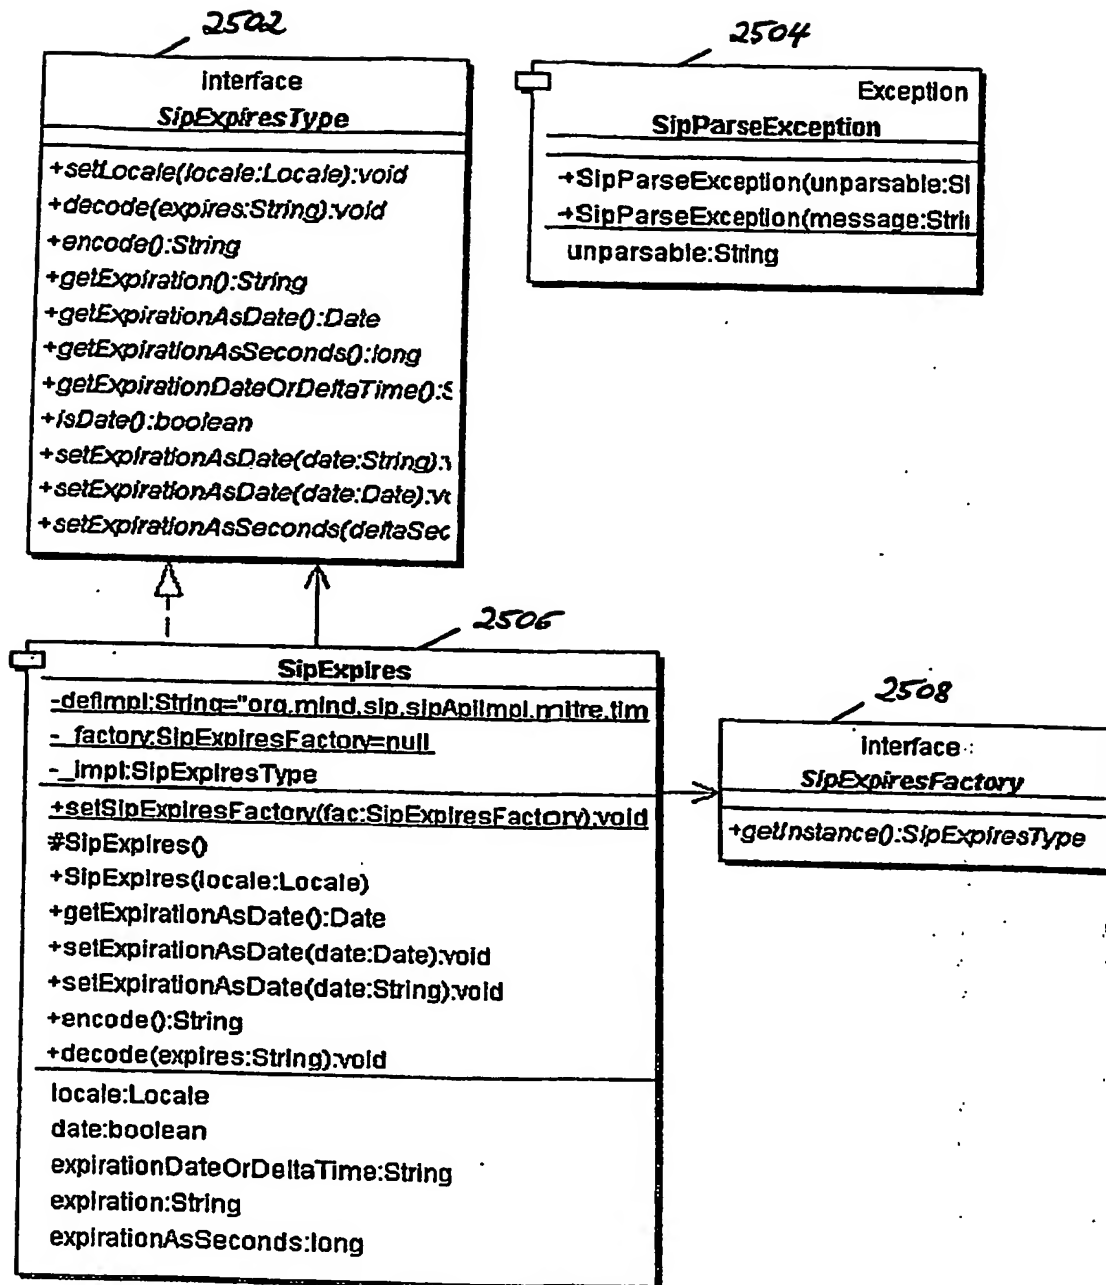 2502
interface
SipExpiresType
+setLocale(locale:Locale):void
+decode(expires:String):void
+encode():String
+getExpiration():String
+getExpirationAsDate():Date
+getExpirationAsSeconds():long
+getExpirationDateOrDeltaTime():S
+isDate():boolean
+setExpirationAsDate(date:String):v
+setExpirationAsDate(date:Date):vo
+setExpirationAsSeconds(deltaSec
2504
Exception
SipParseException
+SipParseException(unparsable:St
+SipParseException(message:Strin
unparsable:String
2506
SipExpires
-defImpl:String="org.mind.sip.sipApiImpl.mitre.tim
-_factory:SipExpiresFactory=null
-_impl:SipExpiresType
+setSipExpiresFactory(fac:SipExpiresFactory):void
#SipExpires()
+SipExpires(locale:Locale)
+getExpirationAsDate():Date
+setExpirationAsDate(date:Date):void
+setExpirationAsDate(date:String):void
+encode():String
+decode(expires:String):void
locale:Locale
date:boolean
expirationDateOrDeltaTime:String
expiration:String
expirationAsSeconds:long
2508
interface
SipExpiresFactory
+getInstance():SipExpiresType